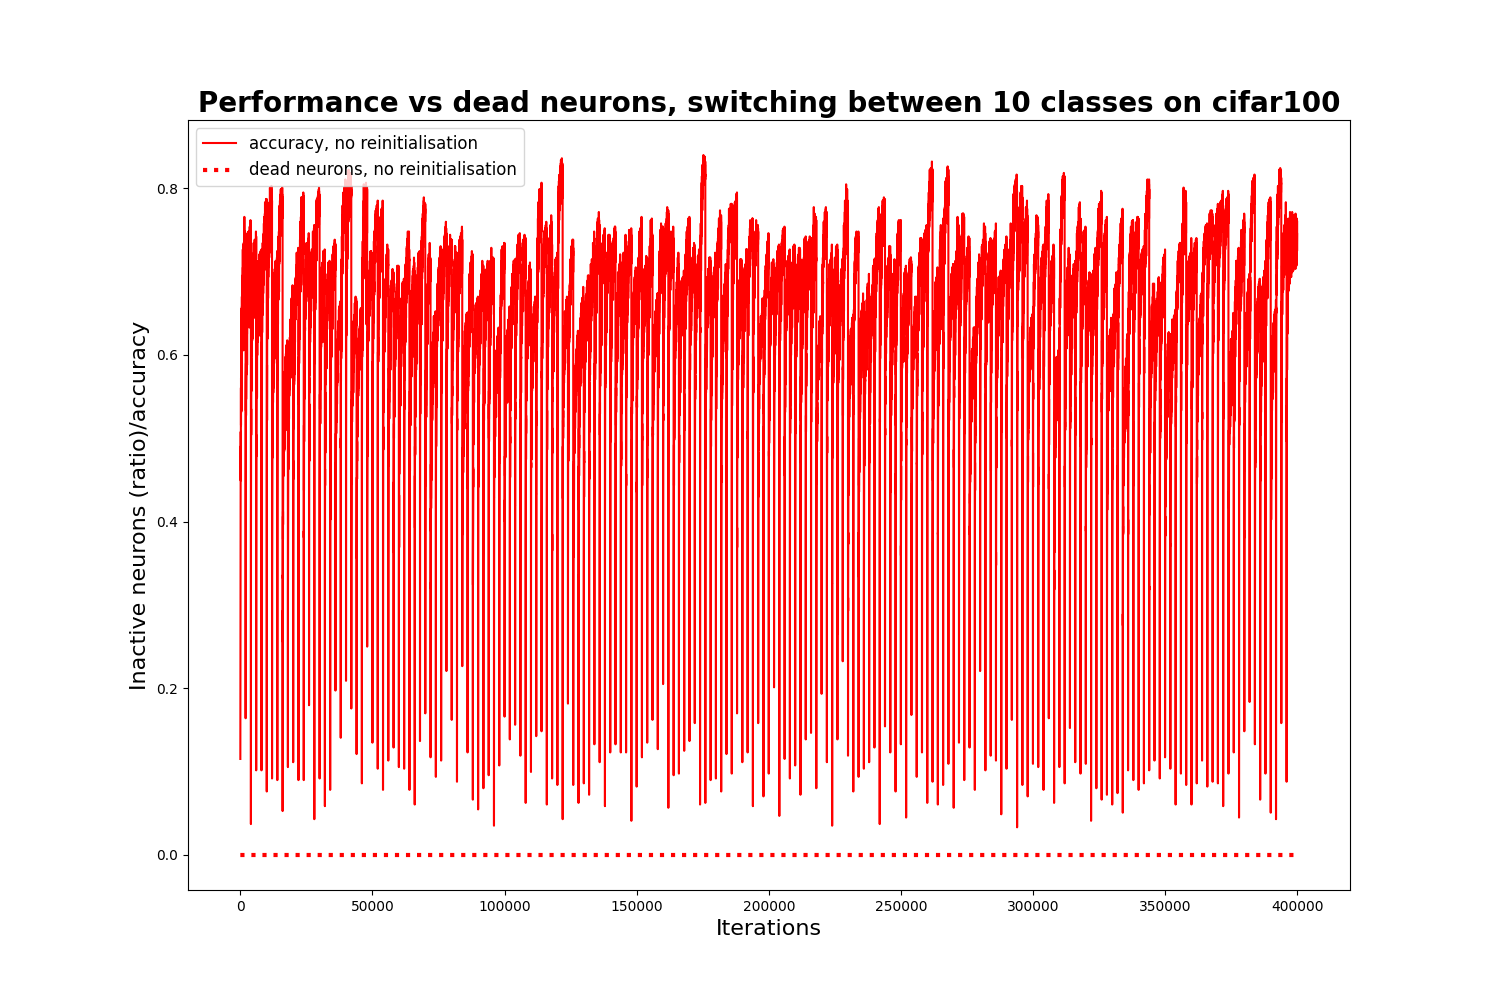 Performance vs dead neurons, switching between 10 classes on cifar100
accuracy, no reinitialisation
dead neurons, no reinitialisation
Inactive neurons (ratio)/accuracy
0.8
0.6
0.4
0.2
0.0
0 50000 100000 150000 200000 250000 300000 350000 400000
Iterations